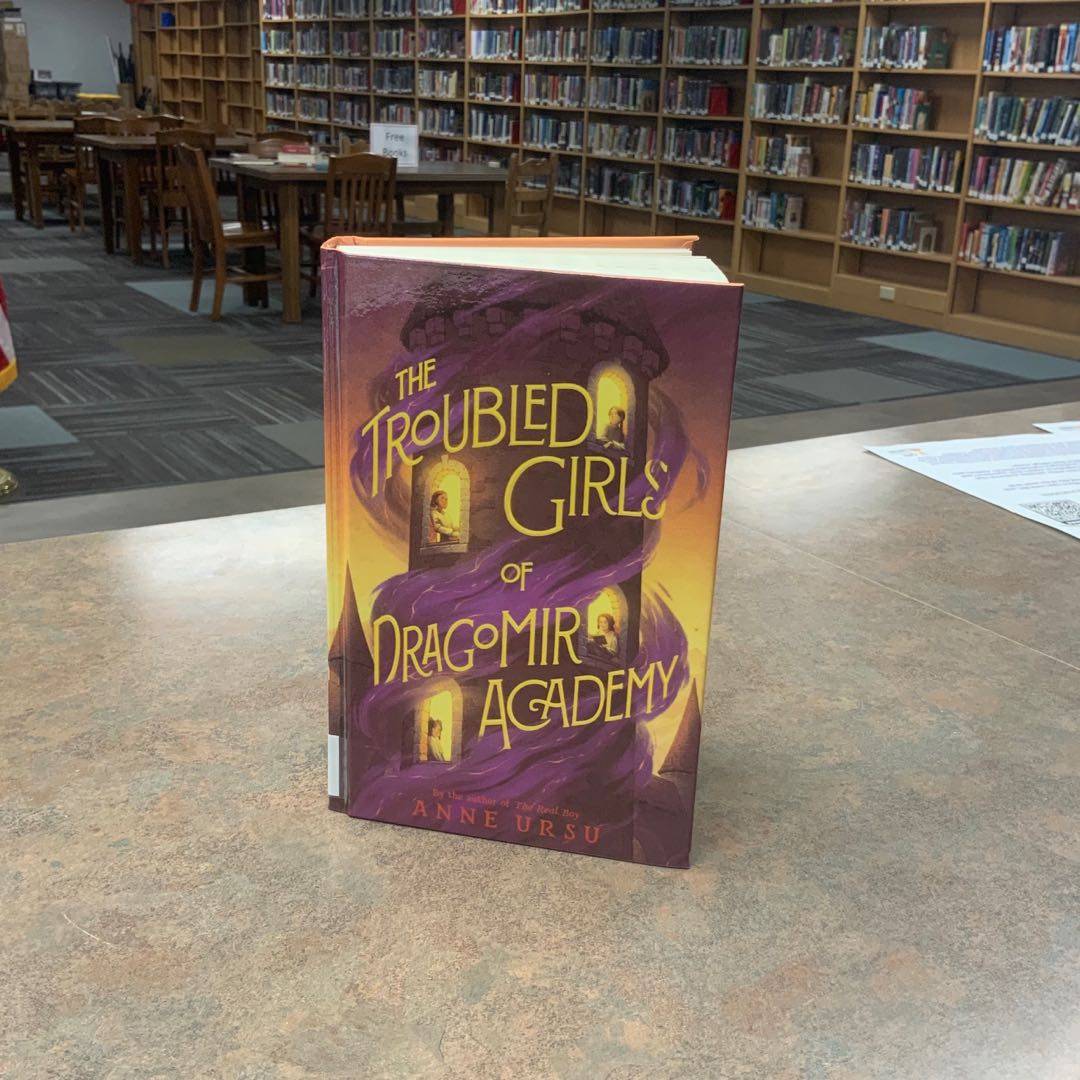 Free
Books
THE
TROUBLED
GIRLS
OF
DRAGOMIR
ACADEMY
By the author of The Real Boy
ANNE URSU